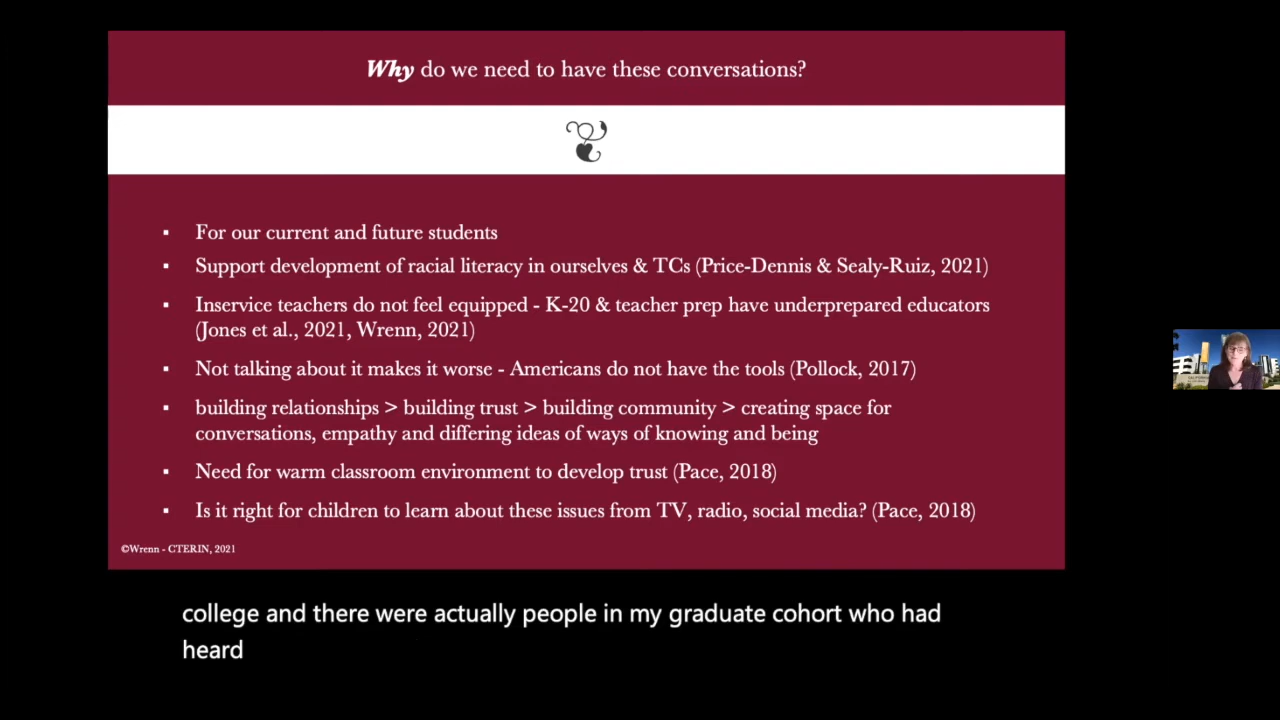 Why do we need to have these conversations?
▪ For our current and future students
▪ Support development of racial literacy in ourselves & TCs (Price-Dennis & Sealy-Ruiz, 2021)
▪ Inservice teachers do not feel equipped - K-20 & teacher prep have underprepared educators
(Jones et al., 2021, Wrenn, 2021)
▪ Not talking about it makes it worse - Americans do not have the tools (Pollock, 2017)
▪ building relationships > building trust > building community > creating space for
conversations, empathy and differing ideas of ways of knowing and being
▪ Need for warm classroom environment to develop trust (Pace, 2018)
▪ Is it right for children to learn about these issues from TV, radio, social media? (Pace, 2018)
©Wrenn - CTERIN, 2021
college and there were actually people in my graduate cohort who had
heard